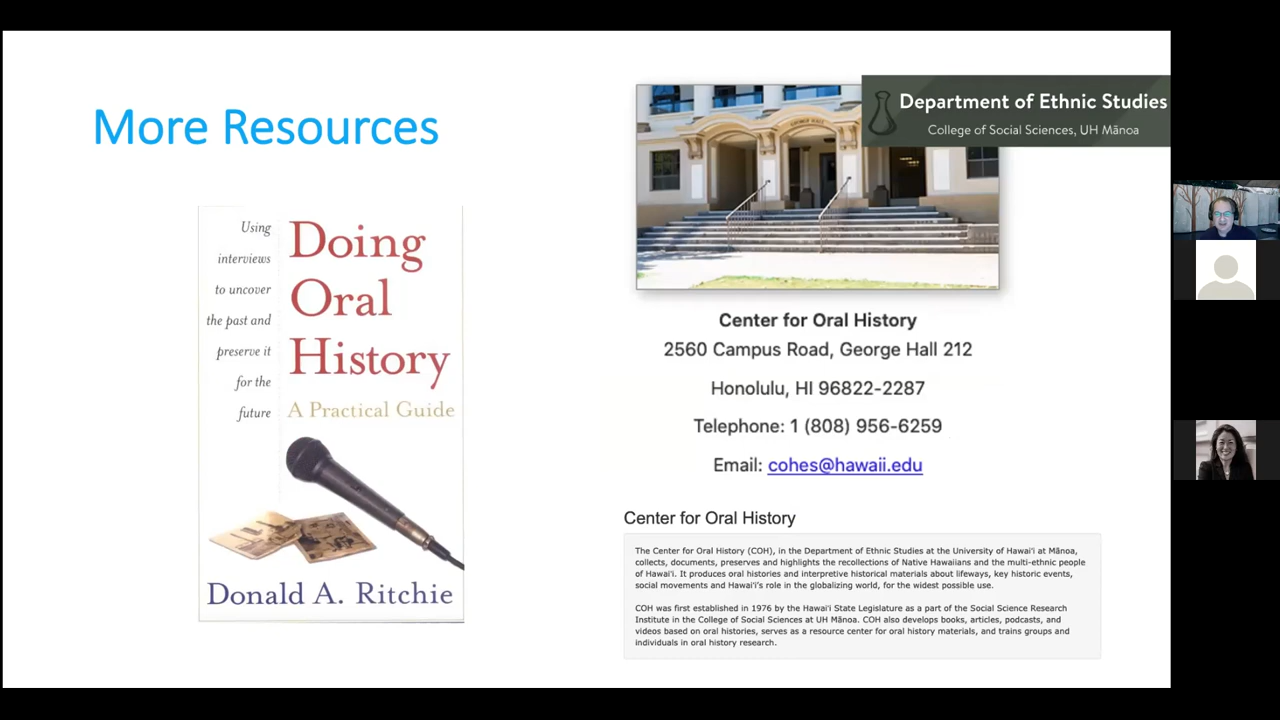 More Resources
Using
interviews
to uncover
the past and
preserve it
for the
future
Doing
Oral
History
A Practical Guide
Donald A. Ritchie
GEORGE HALL
Department of Ethnic Studies
College of Social Sciences, UH Mānoa
Center for Oral History
2560 Campus Road, George Hall 212
Honolulu, HI 96822-2287
Telephone: 1 (808) 956-6259
Email: cohes@hawaii.edu
Center for Oral History
The Center for Oral History (COH), in the Department of Ethnic Studies at the University of Hawaiʻi at Mānoa,
collects, documents, preserves and highlights the recollections of Native Hawaiians and the multi-ethnic people
of Hawaiʻi. It produces oral histories and interpretive historical materials about lifeways, key historic events,
social movements and Hawaiʻi's role in the globalizing world, for the widest possible use.
COH was first established in 1976 by the Hawaiʻi State Legislature as a part of the Social Science Research
Institute in the College of Social Sciences at UH Mānoa. COH also develops books, articles, podcasts, and
videos based on oral histories, serves as a resource center for oral history materials, and trains groups and
individuals in oral history research.